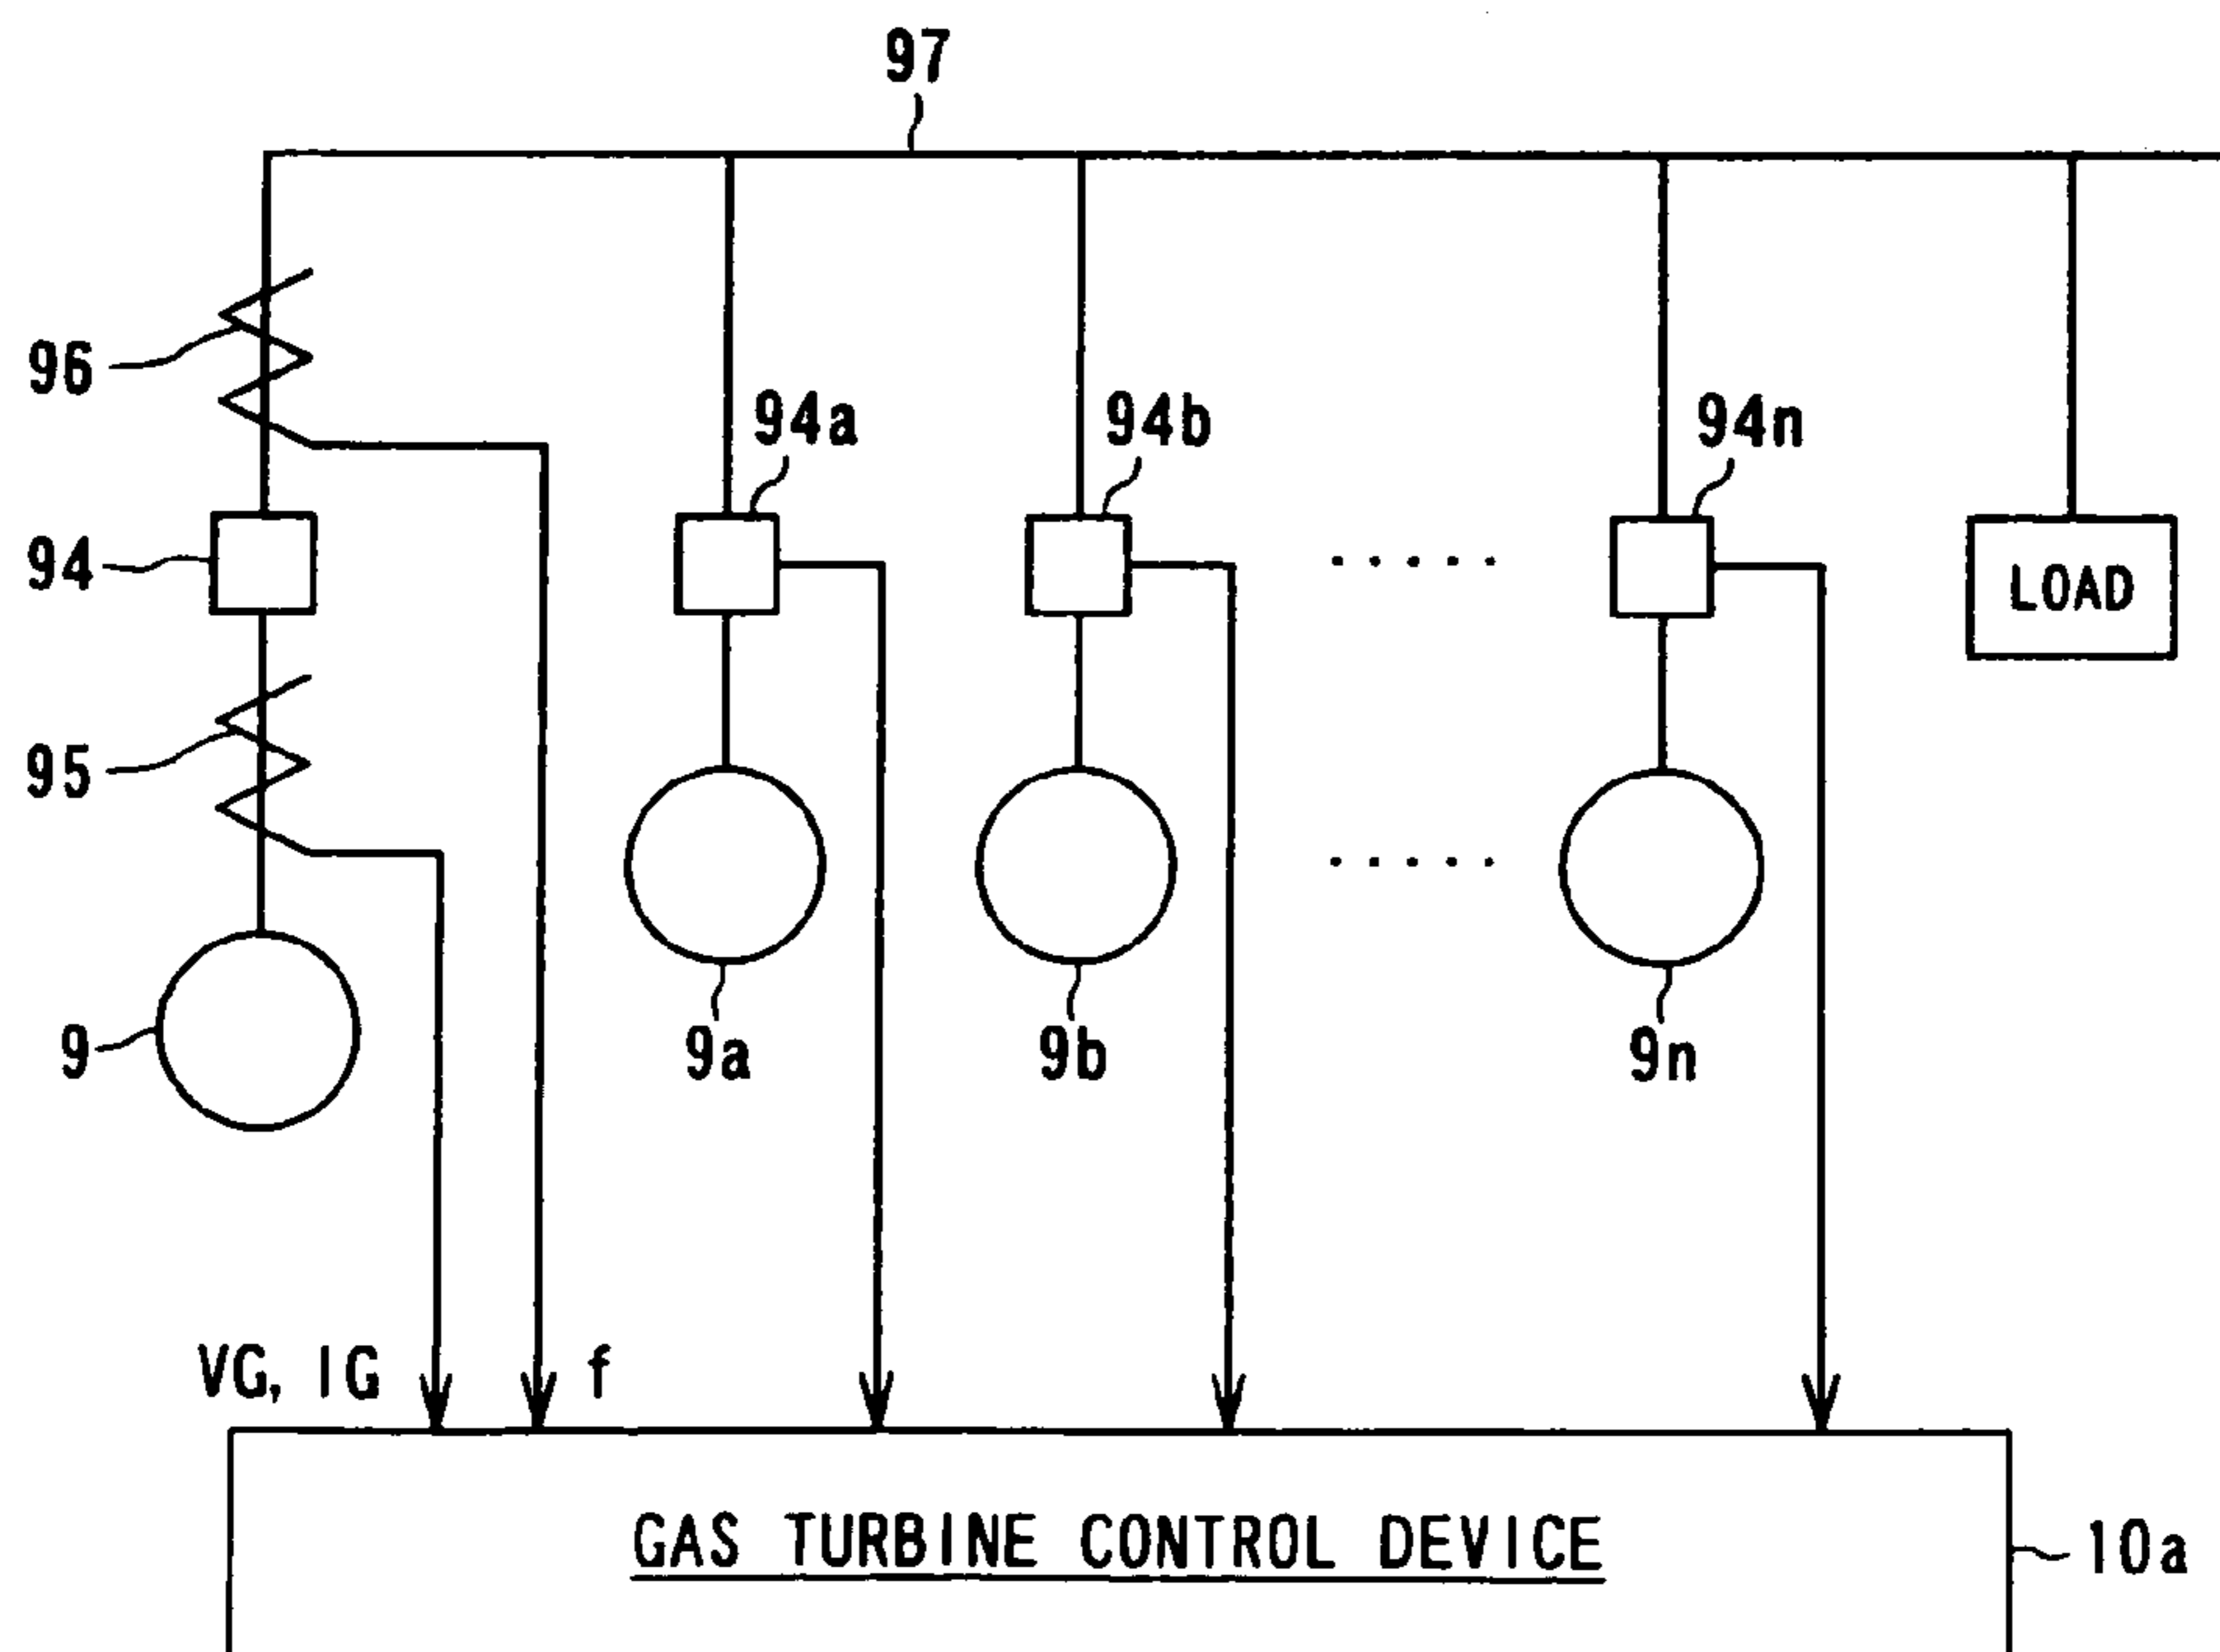 97
96
94a
94b
94n
94
LOAD
95
9
9a
9b
9n
VG, IG
f
GAS TURBINE CONTROL DEVICE
10a